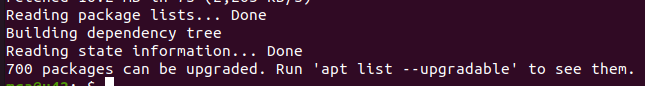 Reading package lists... Done
Building dependency tree
Reading state information... Done
700 packages can be upgraded. Run 'apt list --upgradable' to see them.